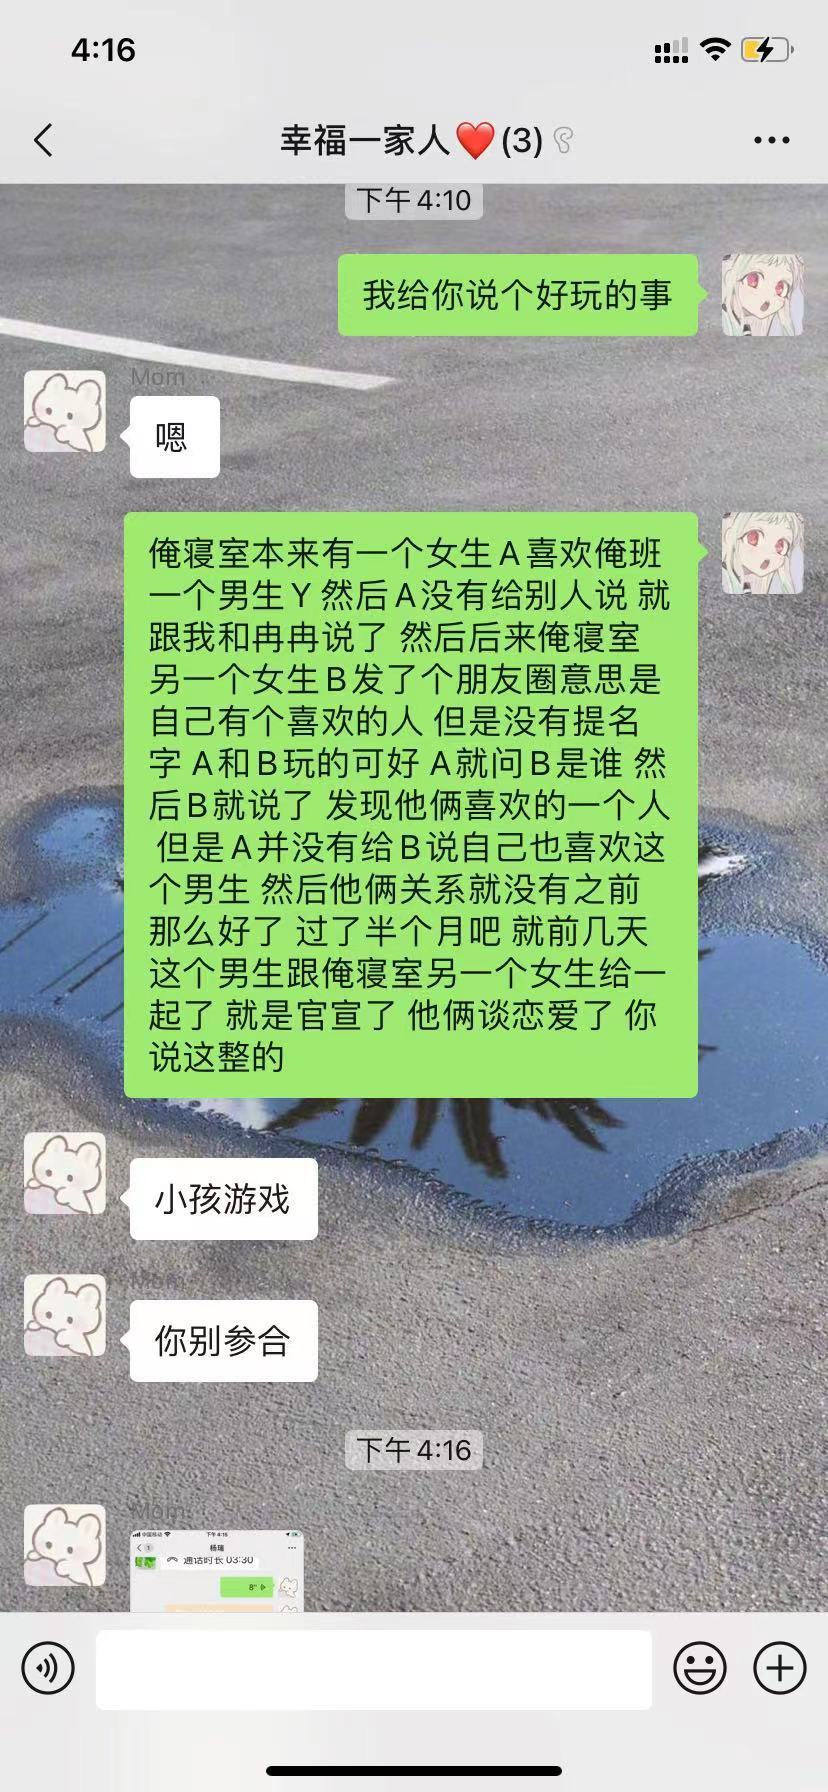 4:16
幸福一家人❤️(3)
下午 4:10
我给你说个好玩的事
Mom
嗯
俺寝室本来有一个女生A喜欢俺班
一个男生Y 然后A没有给别人说 就
跟我和冉冉说了 然后后来俺寝室
另一个女生B发了个朋友圈意思是
自己有个喜欢的人 但是没有提名
字 A和B玩的可好 A就问B是谁 然
后B就说了 发现他俩喜欢的一个人
但是A并没有给B说自己也喜欢这
个男生 然后他俩关系就没有之前
那么好了 过了半个月吧 就前几天
这个男生跟俺寝室另一个女生给一
起了 就是官宣了 他俩谈恋爱了 你
说这整的
小孩游戏
Mom
你别参合
下午 4:16
Mom
中国移动 下午4:15
1 杨瑞
通话时长 03:30
8"